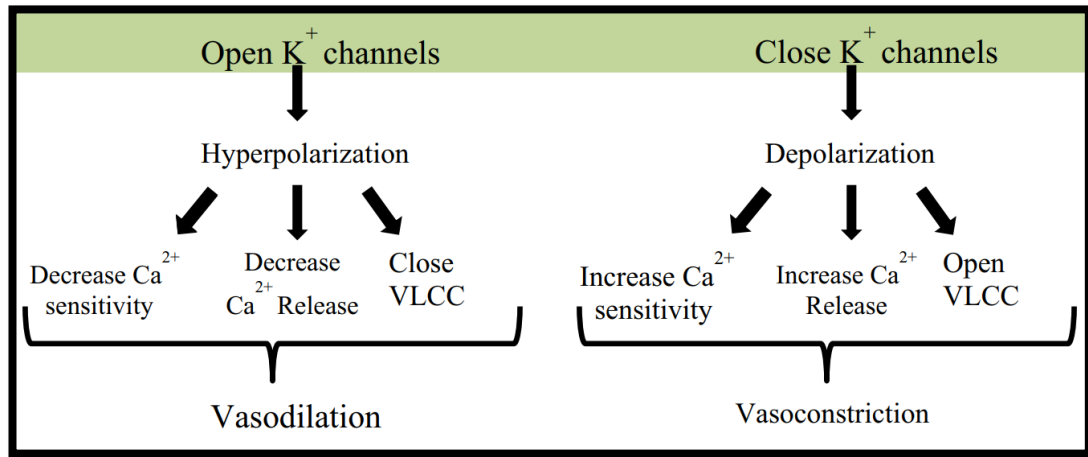 Open K⁺ channels
Hyperpolarization
Decrease Ca²⁺
sensitivity
Decrease
Ca²⁺ Release
Close
VLCC
Vasodilation
Close K⁺ channels
Depolarization
Increase Ca²⁺
sensitivity
Increase Ca²⁺
Release
Open
VLCC
Vasoconstriction